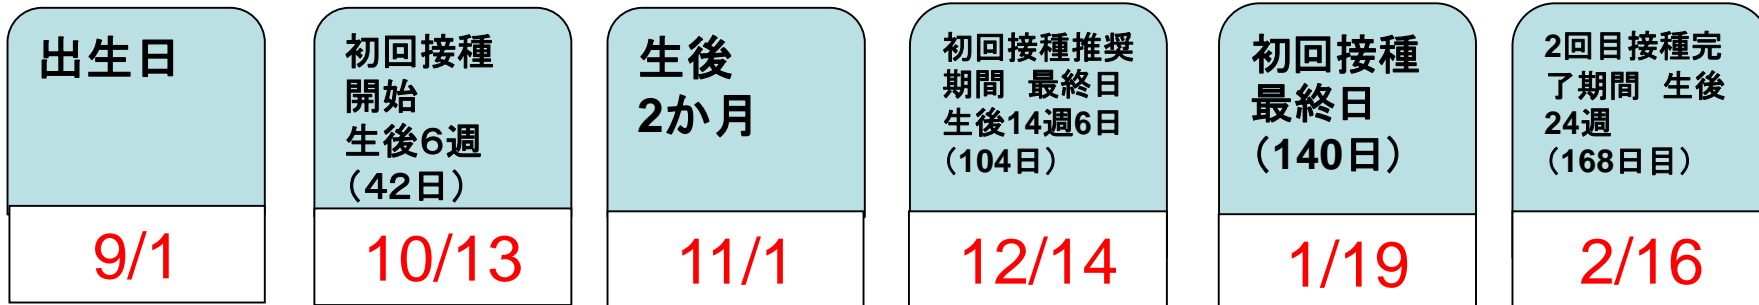 出生日
9/1
初回接種
開始
生後６週
（４２日）
10/13
生後
2か月
11/1
初回接種推奨
期間　最終日
生後14週6日
（104日）
12/14
初回接種
最終日
（140日）
1/19
2回目接種完
了期間　生後
24週
（168日目）
2/16